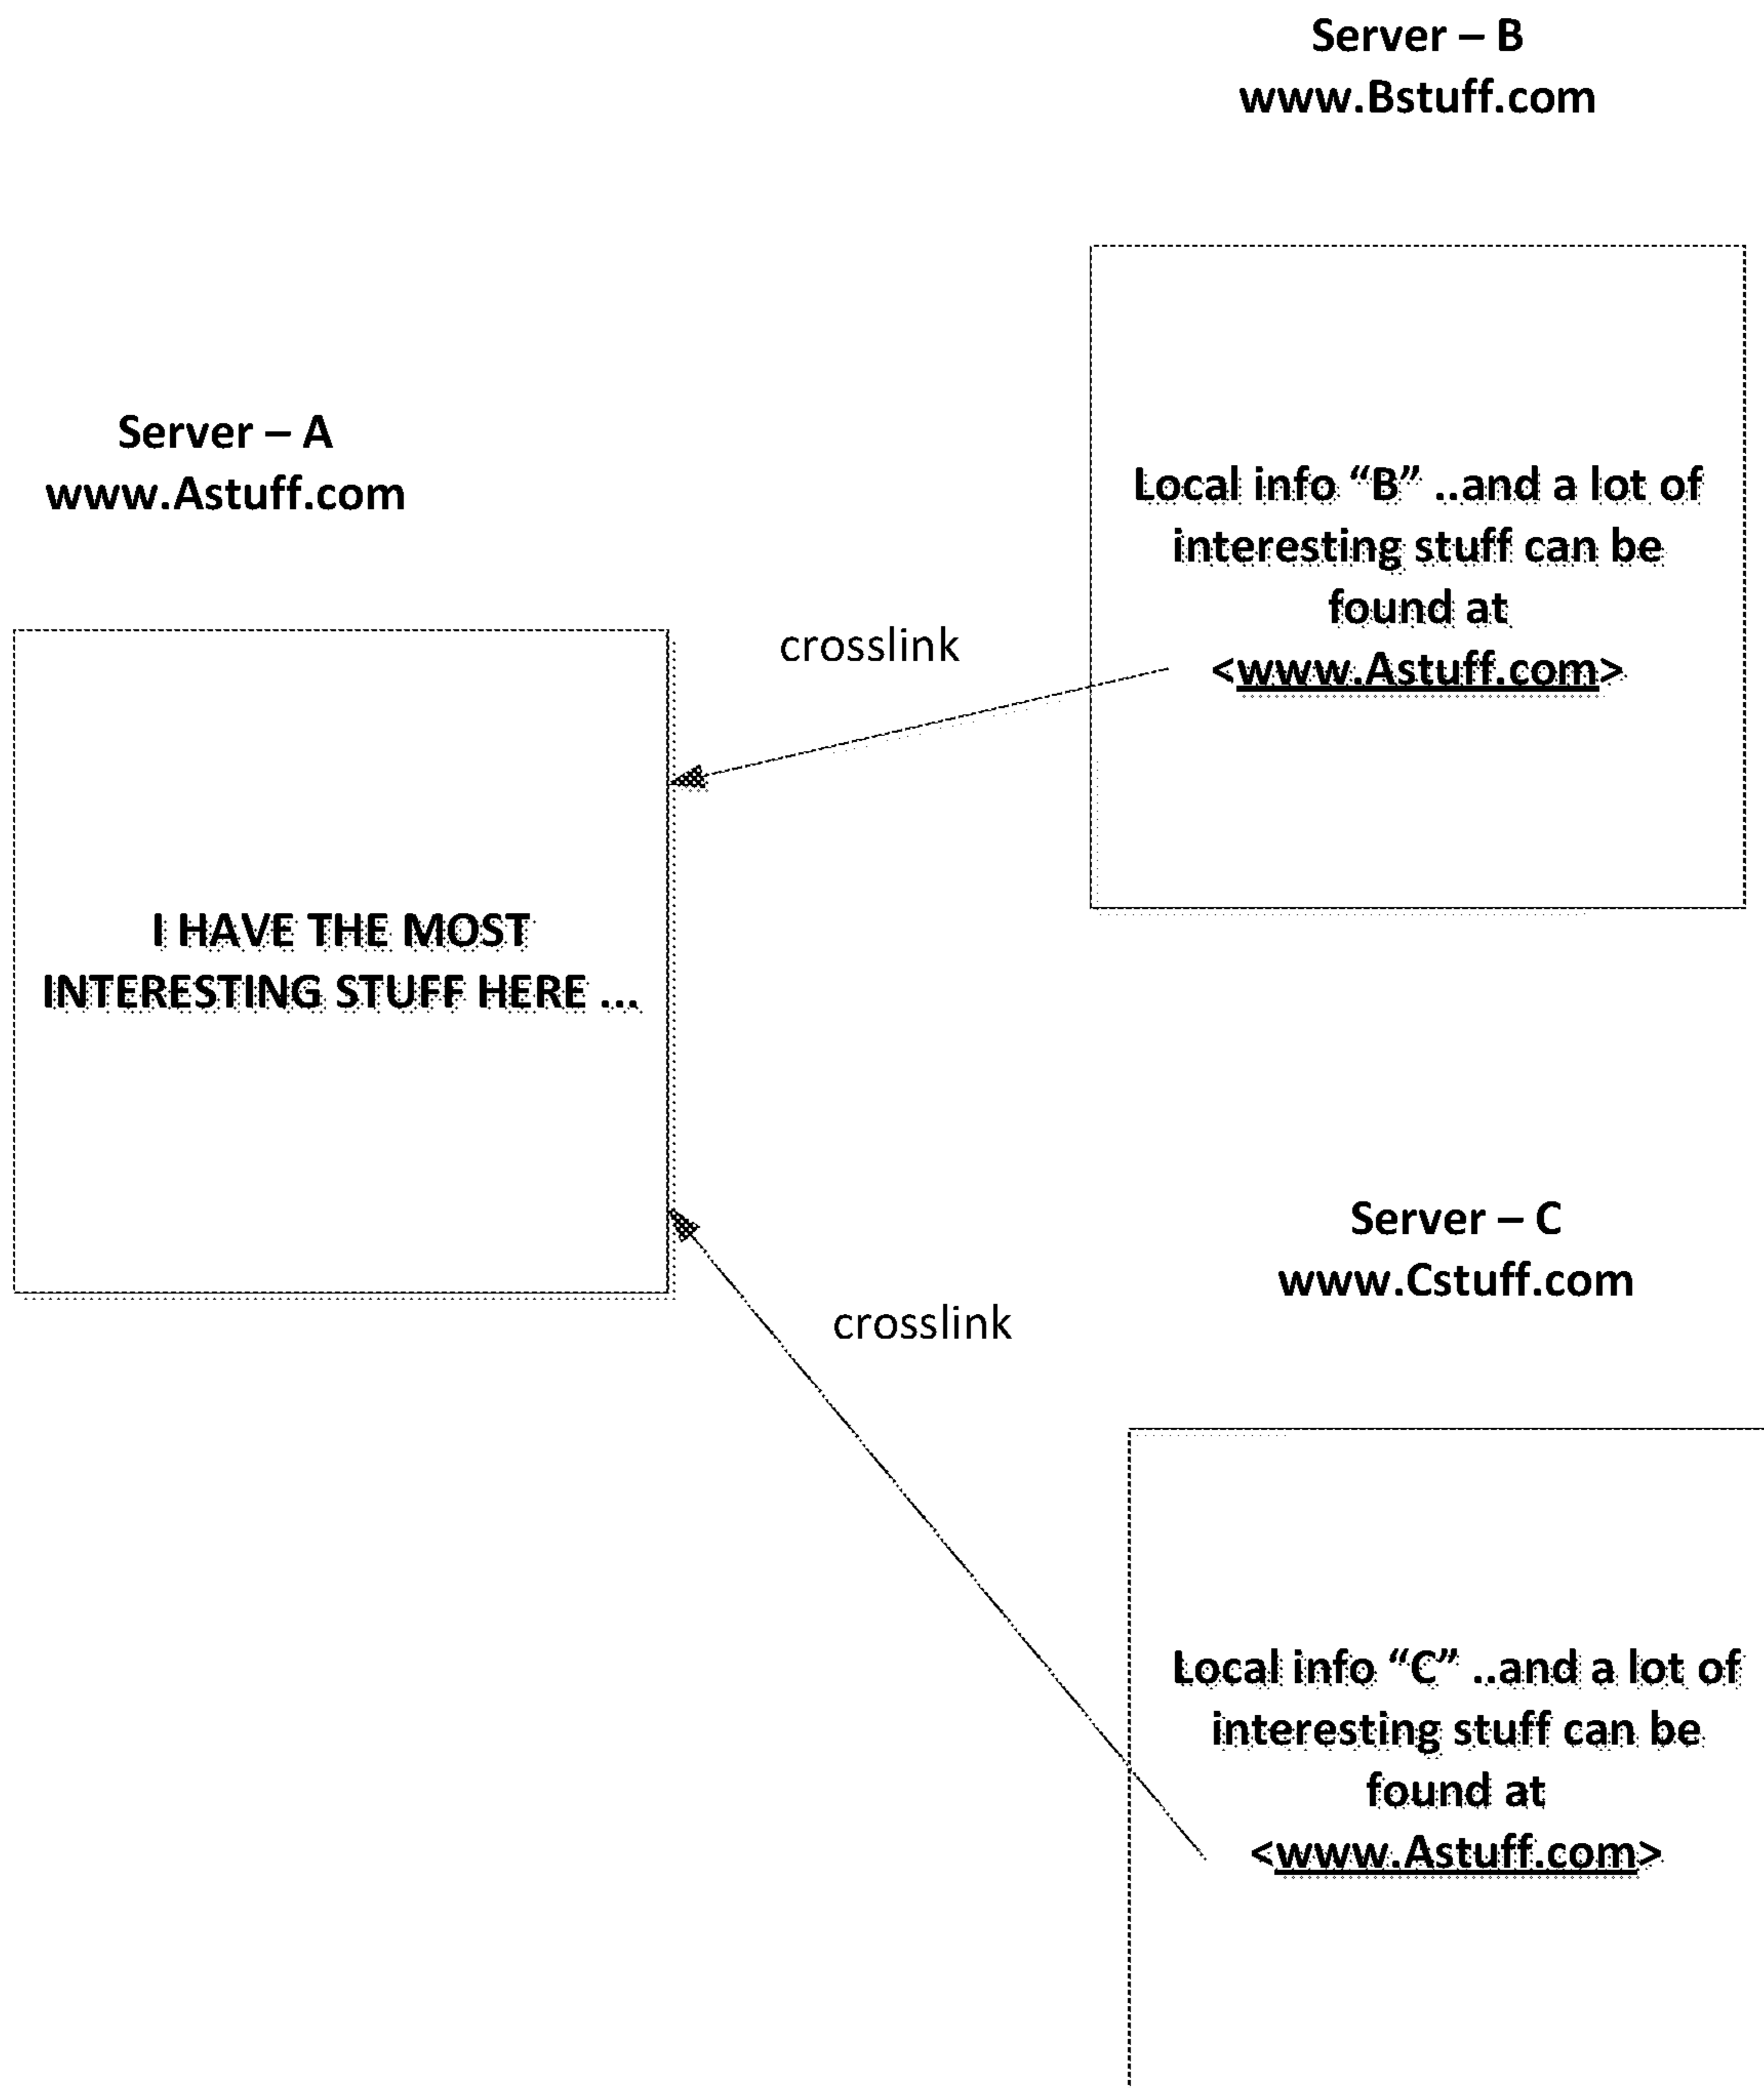 Server – B
www.Bstuff.com
Server – A
www.Astuff.com
Local info “B” ..and a lot of
interesting stuff can be
found at
<www.Astuff.com>
crosslink
I HAVE THE MOST
INTERESTING STUFF HERE ...
Server – C
www.Cstuff.com
crosslink
Local info “C” ..and a lot of
interesting stuff can be
found at
<www.Astuff.com>